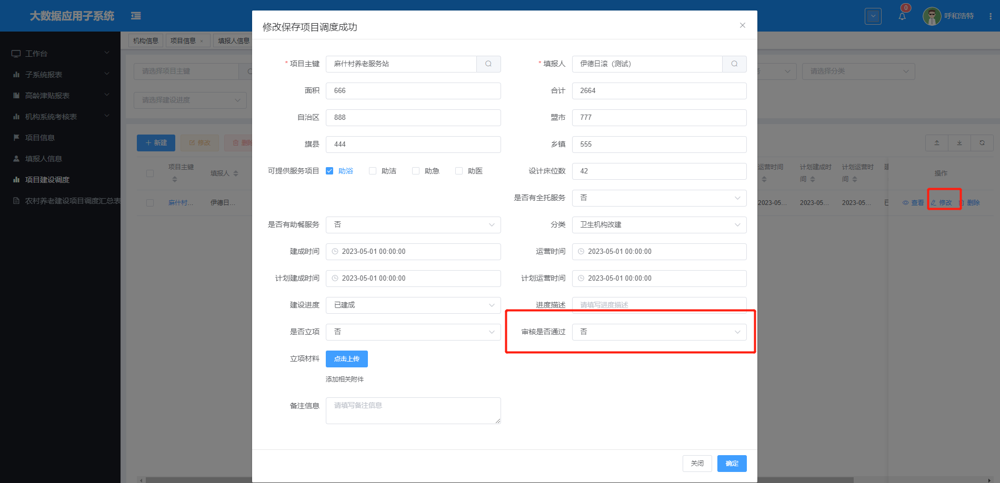 大数据应用子系统
0
呼和浩特
工作台
子系统报表
高龄津贴报表
机构系统考核表
项目信息
填报人信息
项目建设调度
农村养老建设项目调度汇总表
机构信息
项目信息 ×
填报人信息
请选择项目主键
请选择分类
请选择建设进度
新建
修改
删除
项目主键
填报人
运营时间
计划建成时间
计划运营时间
操作
麻什村...
伊德日...
2023-05...
2023-05...
2023-05...
查看
修改
删除
修改保存项目调度成功
* 项目主键
麻什村养老服务站
* 填报人
伊德日滚（测试）
面积
666
合计
2664
自治区
888
盟市
777
旗县
444
乡镇
555
可提供服务项目
助浴
助洁
助急
助医
设计床位数
42
是否有全托服务
否
是否有助餐服务
否
分类
卫生机构改建
建成时间
2023-05-01 00:00:00
运营时间
2023-05-01 00:00:00
计划建成时间
2023-05-01 00:00:00
计划运营时间
2023-05-01 00:00:00
建设进度
已建成
进度描述
请填写进度描述
是否立项
否
审核是否通过
否
立项材料
点击上传
添加相关附件
备注信息
请填写备注信息
关闭
确定